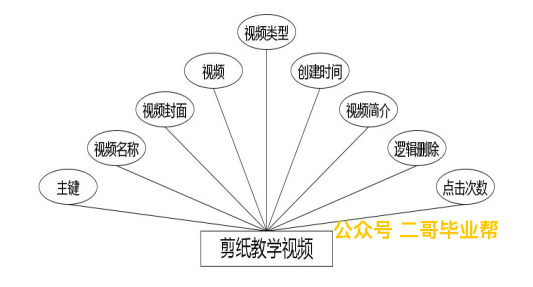 视频类型
视频
创建时间
视频封面
视频简介
视频名称
逻辑删除
主键
点击次数
公众号 二哥毕业帮
剪纸教学视频